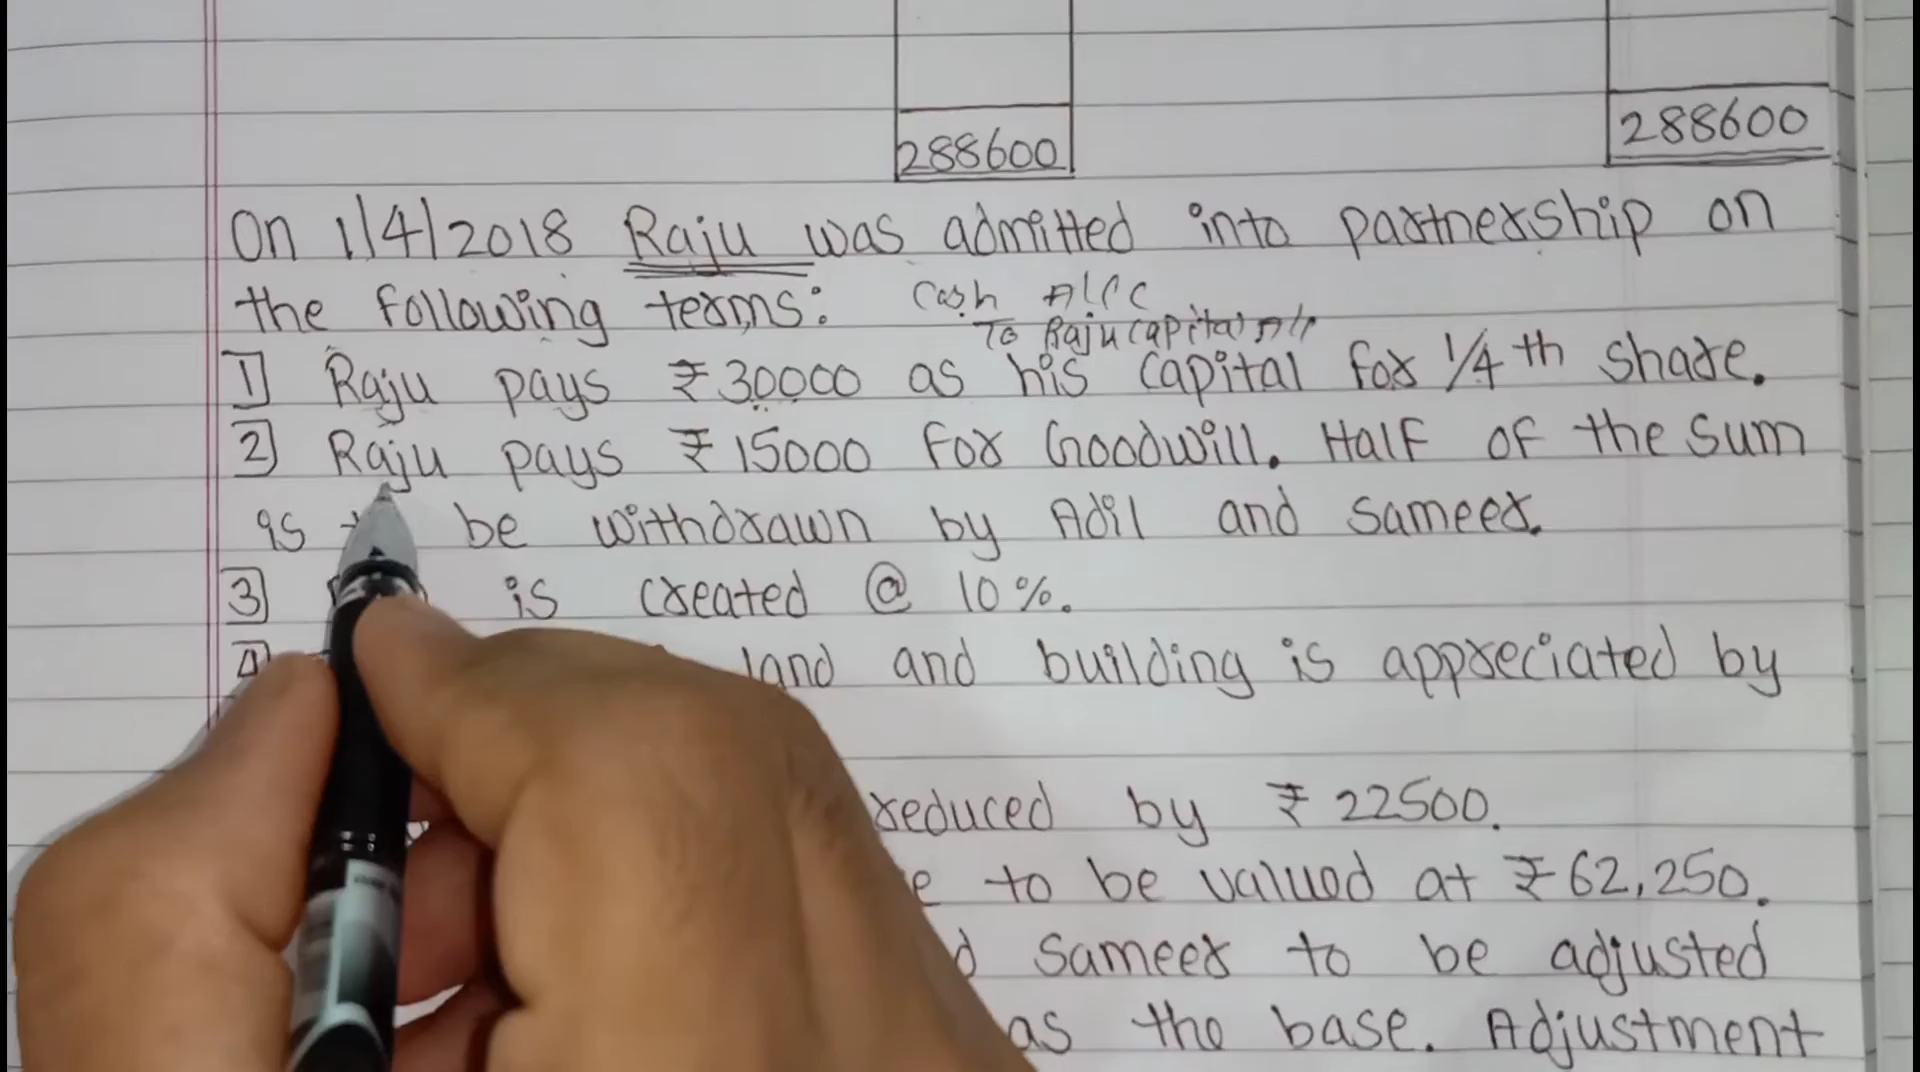 288600
288600
On 1/4/2018 Raju was admitted into partnership on
the following terms: Cash A/c
To Raju Capital A/c
1 Raju pays ₹ 30000 as his capital for 1/4 th share.
2 Raju pays ₹ 15000 for Goodwill. Half of the sum
is be withdrawn by Adil and Sameer.
3 is created @ 10%.
4 land and building is appreciated by
reduced by ₹ 22500.
to be valued at ₹ 62,250.
Sameer to be adjusted
as the base. Adjustment